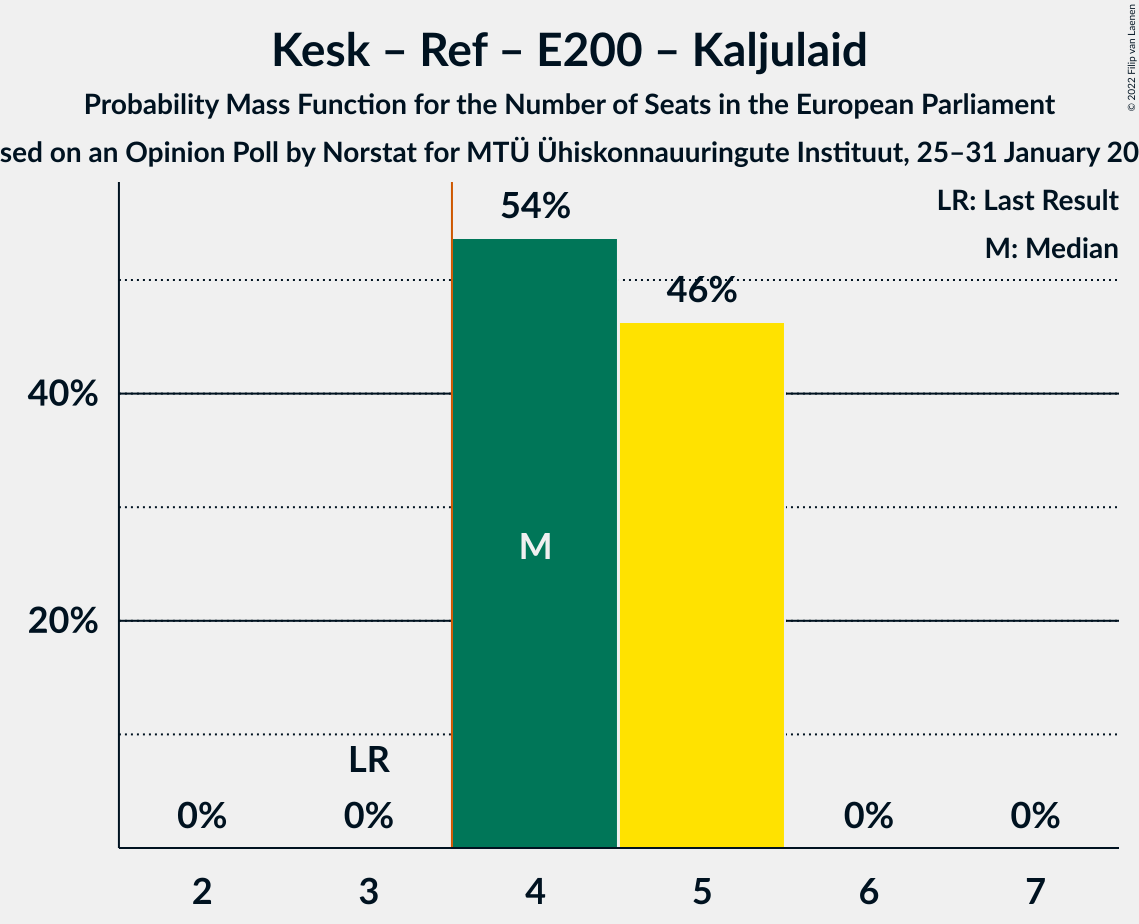 Kesk – Ref – E200 – Kaljulaid
Probability Mass Function for the Number of Seats in the European Parliament
sed on an Opinion Poll by Norstat for MTÜ Ühiskonnauuringute Instituut, 25–31 January 20
© 2022 Filip van Laenen
LR: Last Result
M: Median
54%
46%
40%
M
20%
LR
0%
0%
0%
0%
2
3
4
5
6
7